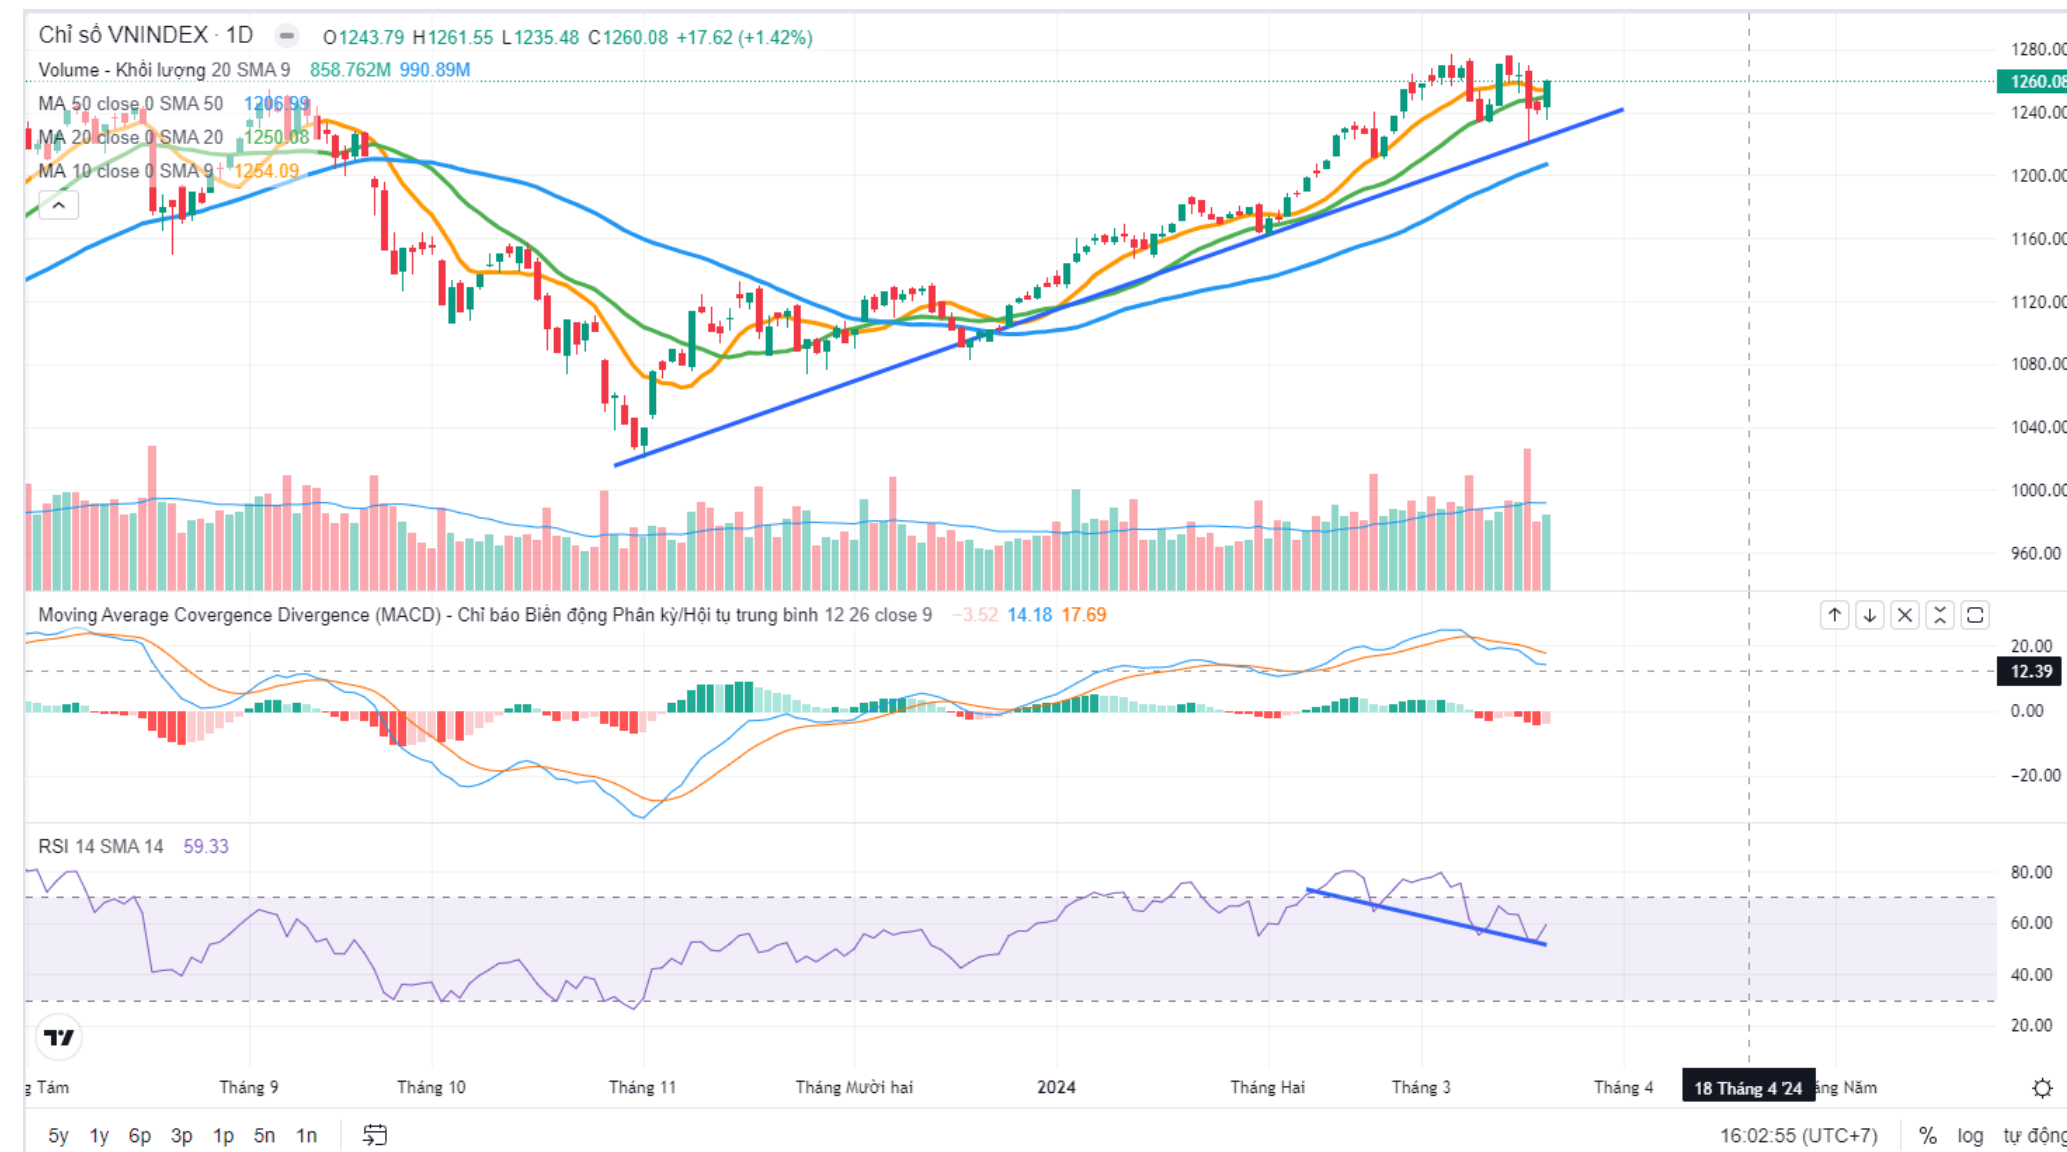 Chỉ số VNINDEX · 1D O1243.79 H1261.55 L1235.48 C1260.08 +17.62 (+1.42%)
Volume - Khối lượng 20 SMA 9 858.762M 990.89M
MA 50 close 0 SMA 50 1206.99
MA 20 close 0 SMA 20 1250.08
MA 10 close 0 SMA 9 1254.09
1280.00
1260.08
1240.00
1200.00
1160.00
1120.00
1080.00
1040.00
1000.00
960.00
Moving Average Covergence Divergence (MACD) - Chỉ báo Biến động Phân kỳ/Hội tụ trung bình 12 26 close 9 −3.52 14.18 17.69
20.00
12.39
0.00
−20.00
RSI 14 SMA 14 59.33
80.00
60.00
40.00
20.00
Tám Tháng 9 Tháng 10 Tháng 11 Tháng Mười hai 2024 Tháng Hai Tháng 3 Tháng 4 18 Tháng 4 '24 Năm
5y 1y 6p 3p 1p 5n 1n 16:02:55 (UTC+7) % log tự động